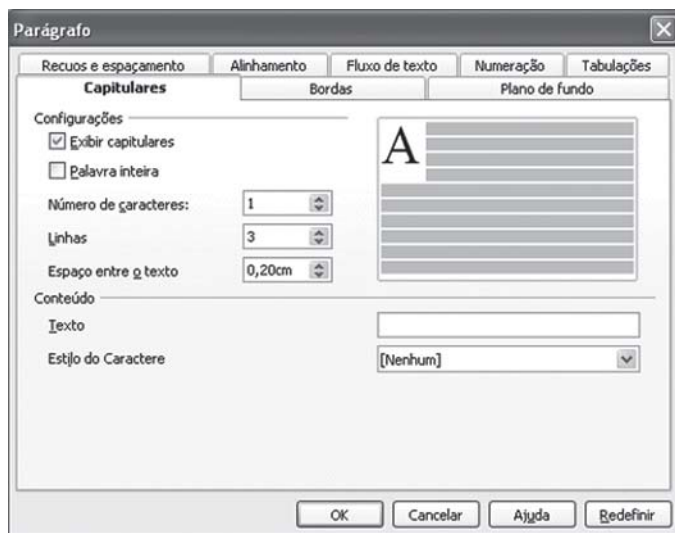 Parágrafo
Recuos e espaçamento Alinhamento Fluxo de texto Numeração Tabulações
Capitulares Bordas Plano de fundo
Configurações
Exibir capitulares
Palavra inteira
Número de caracteres: 1
Linhas 3
Espaço entre o texto 0,20cm
A
Conteúdo
Texto
Estilo do Caractere [Nenhum]
OK Cancelar Ajuda Redefinir